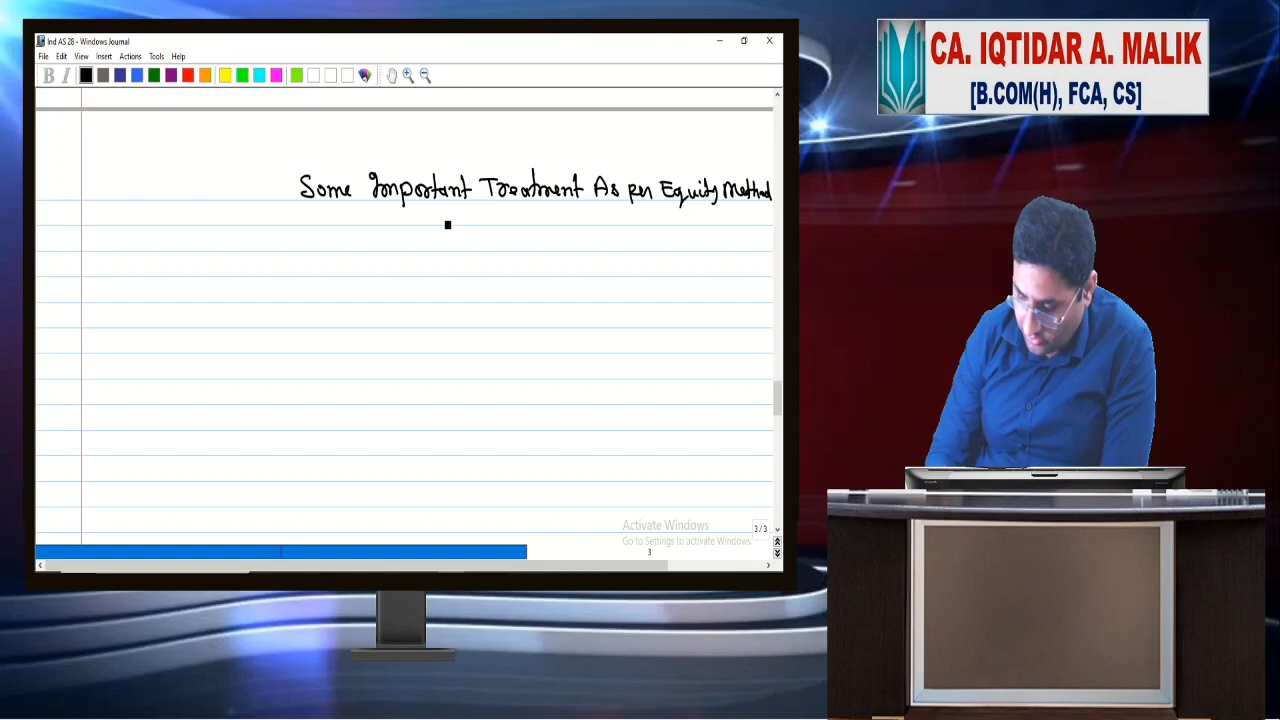 Ind AS 28 - Windows Journal
File Edit View Insert Actions Tools Help
B I
Some Important Treatment As per Equity Method
Activate Windows
Go to Settings to activate Windows.
3 / 3
3
CA. IQTIDAR A. MALIK
[B.COM(H), FCA, CS]